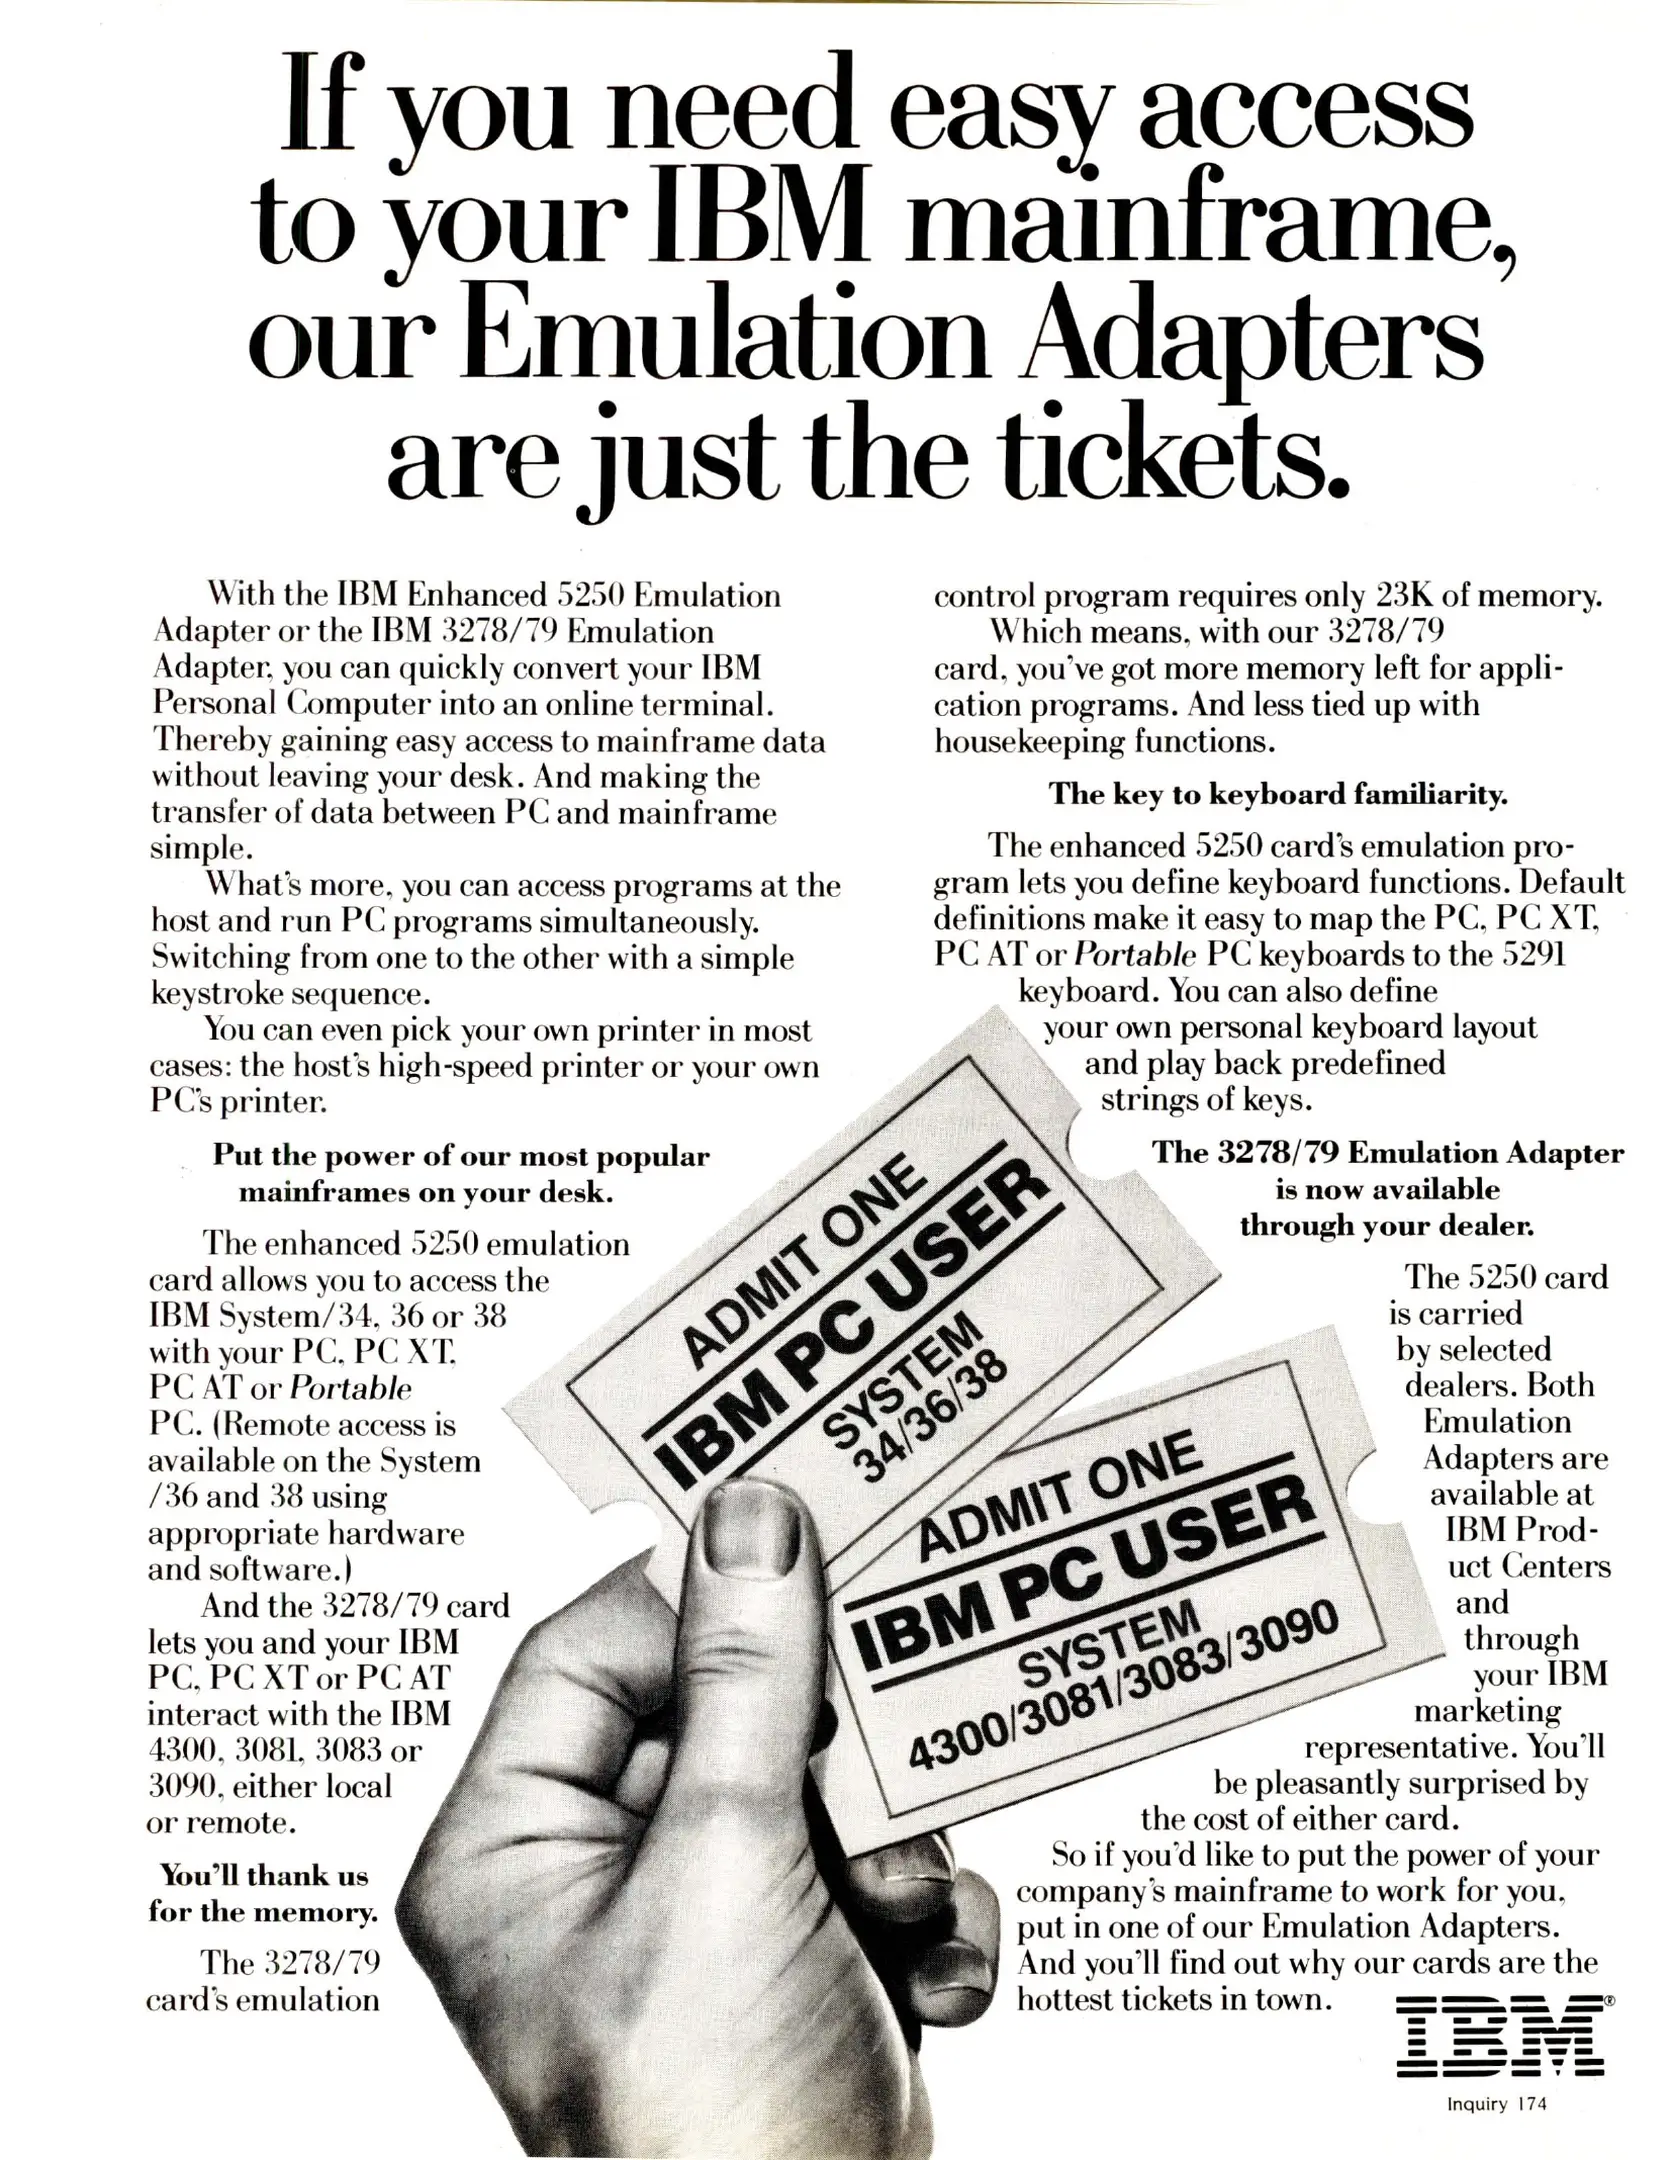 If you need easy access
to your IBM mainframe,
our Emulation Adapters
are just the tickets.
With the IBM Enhanced 5250 Emulation
Adapter or the IBM 3278/79 Emulation
Adapter, you can quickly convert your IBM
Personal Computer into an online terminal.
Thereby gaining easy access to mainframe data
without leaving your desk. And making the
transfer of data between PC and mainframe
simple.
What's more, you can access programs at the
host and run PC programs simultaneously.
Switching from one to the other with a simple
keystroke sequence.
You can even pick your own printer in most
cases: the host's high-speed printer or your own
PC's printer.
Put the power of our most popular
mainframes on your desk.
The enhanced 5250 emulation
card allows you to access the
IBM System/34, 36 or 38
with your PC, PC XT,
PC AT or Portable
PC. (Remote access is
available on the System
/36 and 38 using
appropriate hardware
and software.)
And the 3278/79 card
lets you and your IBM
PC, PC XT or PC AT
interact with the IBM
4300, 3081, 3083 or
3090, either local
or remote.
You'll thank us
for the memory.
The 3278/79
card's emulation
control program requires only 23K of memory.
Which means, with our 3278/79
card, you've got more memory left for appli-
cation programs. And less tied up with
housekeeping functions.
The key to keyboard familiarity.
The enhanced 5250 card's emulation pro-
gram lets you define keyboard functions. Default
definitions make it easy to map the PC, PC XT,
PC AT or Portable PC keyboards to the 5291
keyboard. You can also define
your own personal keyboard layout
and play back predefined
strings of keys.
The 3278/79 Emulation Adapter
is now available
through your dealer.
The 5250 card
is carried
by selected
dealers. Both
Emulation
Adapters are
available at
IBM Prod-
uct Centers
and
through
your IBM
marketing
representative. You'll
be pleasantly surprised by
the cost of either card.
So if you'd like to put the power of your
company's mainframe to work for you,
put in one of our Emulation Adapters.
And you'll find out why our cards are the
hottest tickets in town.
ADMIT ONE
IBM PC USER
SYSTEM
34/36/38
ADMIT ONE
IBM PC USER
SYSTEM
4300/3081/3083/3090
IBM®
Inquiry 174